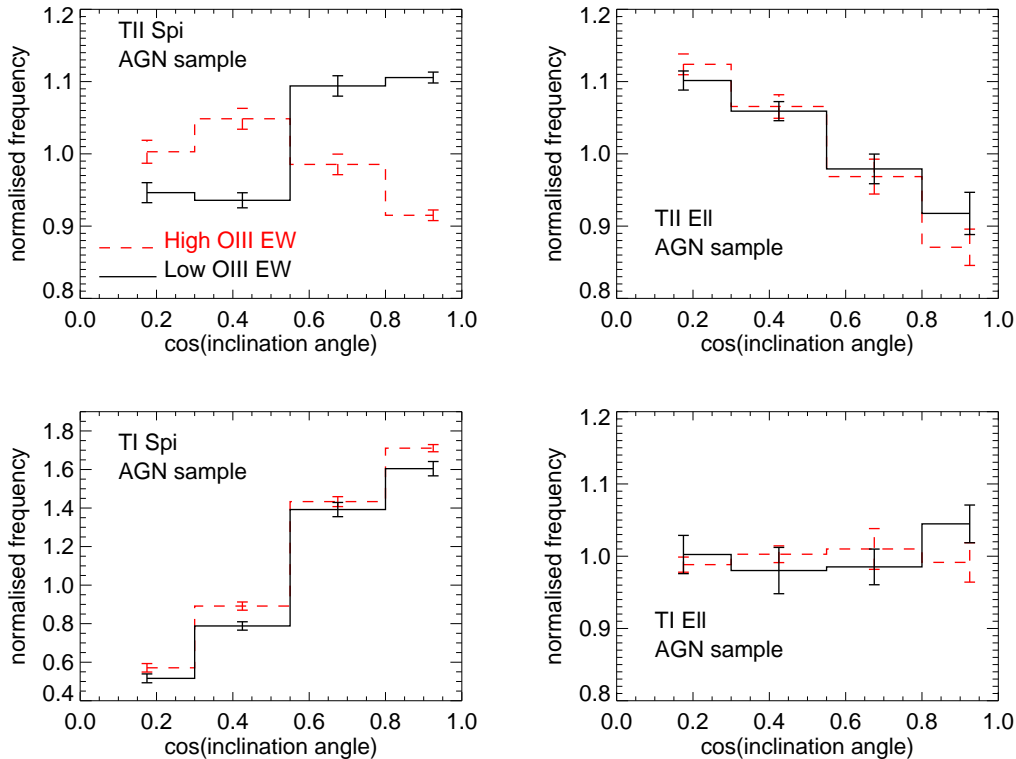 1.2
1.1
1.0
0.9
0.8
normalised frequency
TII Spi
AGN sample
High OIII EW
Low OIII EW
0.0 0.2 0.4 0.6 0.8 1.0
cos(inclination angle)
1.2
1.1
1.0
0.9
0.8
normalised frequency
TII Ell
AGN sample
0.0 0.2 0.4 0.6 0.8 1.0
cos(inclination angle)
1.8
1.6
1.4
1.2
1.0
0.8
0.6
0.4
normalised frequency
TI Spi
AGN sample
0.0 0.2 0.4 0.6 0.8 1.0
cos(inclination angle)
1.2
1.1
1.0
0.9
0.8
normalised frequency
TI Ell
AGN sample
0.0 0.2 0.4 0.6 0.8 1.0
cos(inclination angle)